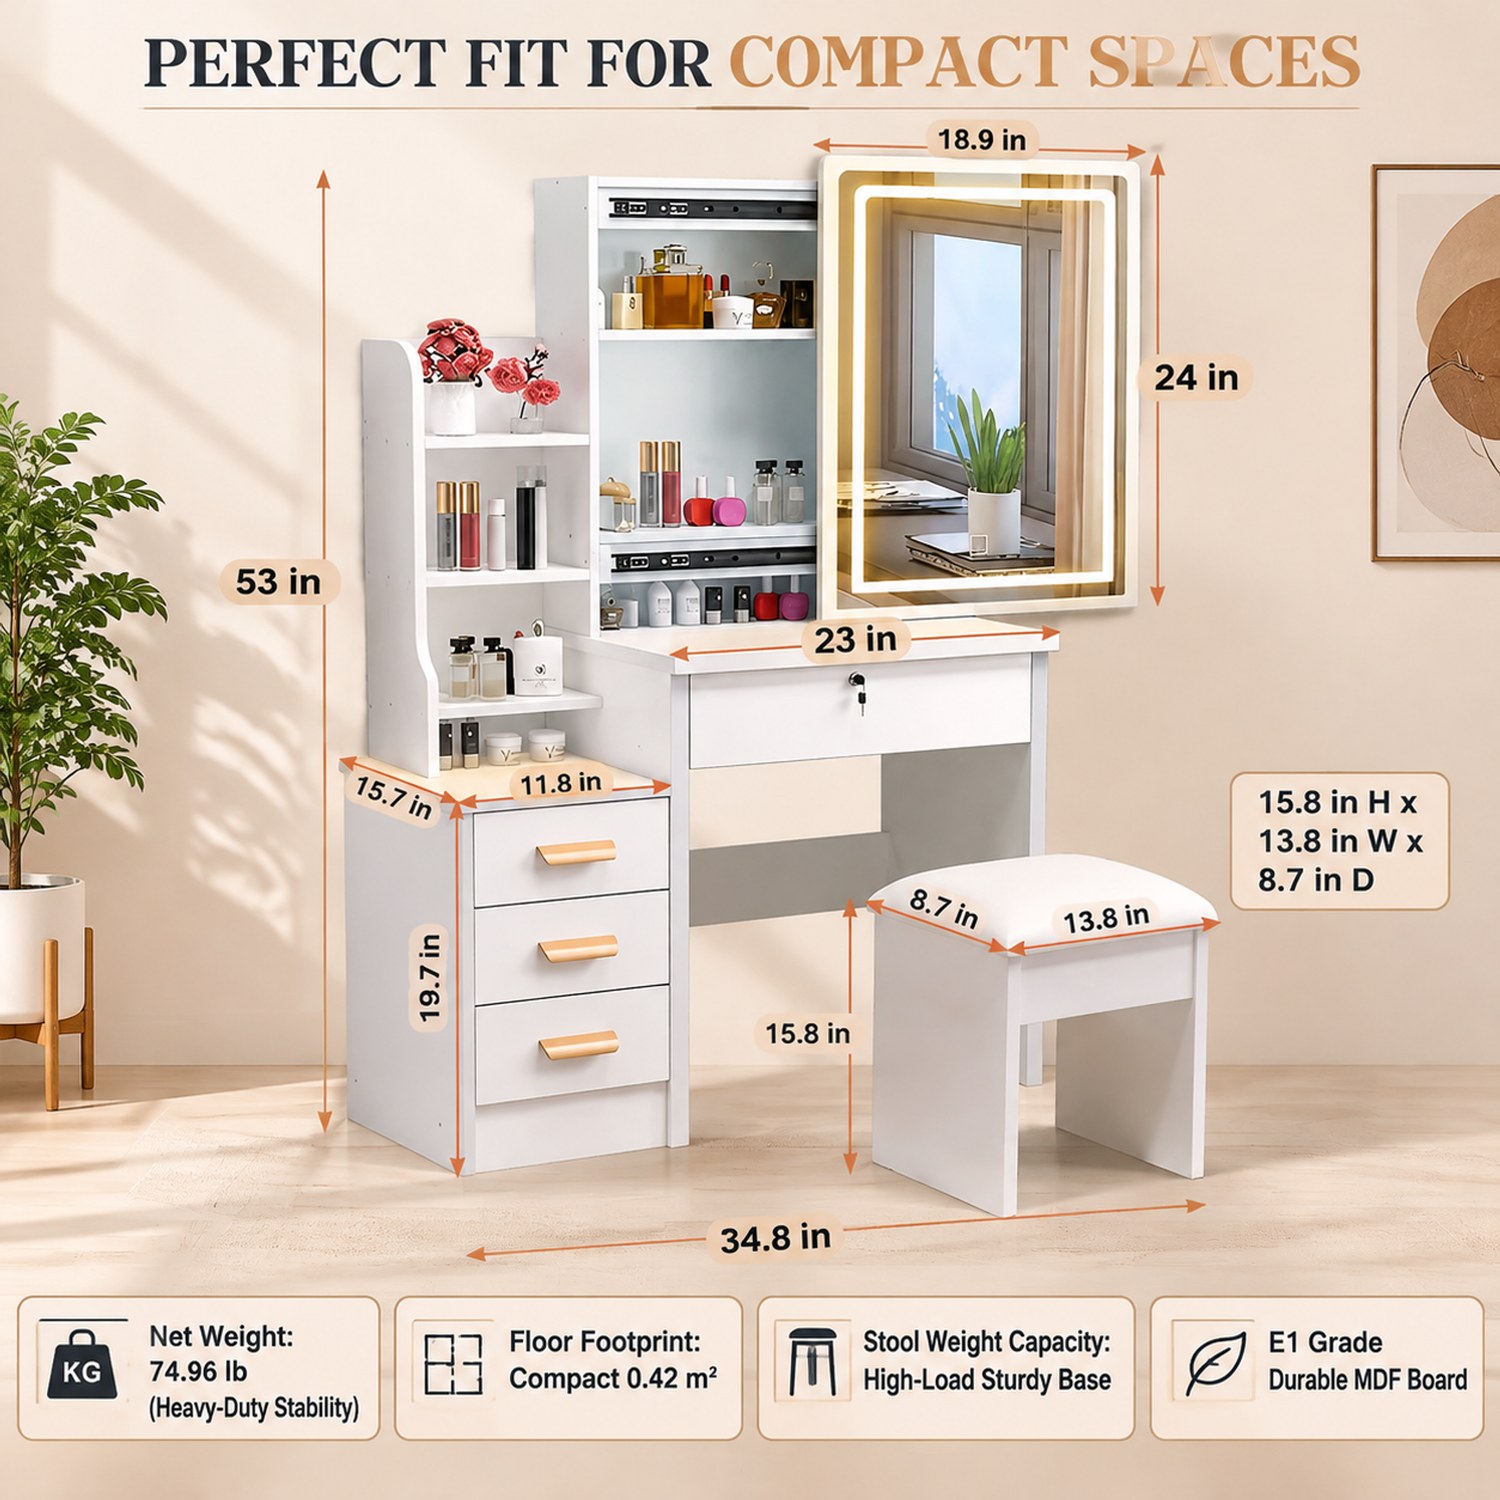 PERFECT FIT FOR COMPACT SPACES
18.9 in
24 in
53 in
23 in
15.7 in
11.8 in
19.7 in
15.8 in H x
13.8 in W x
8.7 in D
8.7 in
13.8 in
15.8 in
34.8 in
KG
Net Weight:
74.96 lb
(Heavy-Duty Stability)
Floor Footprint:
Compact 0.42 m²
Stool Weight Capacity:
High-Load Sturdy Base
E1 Grade
Durable MDF Board